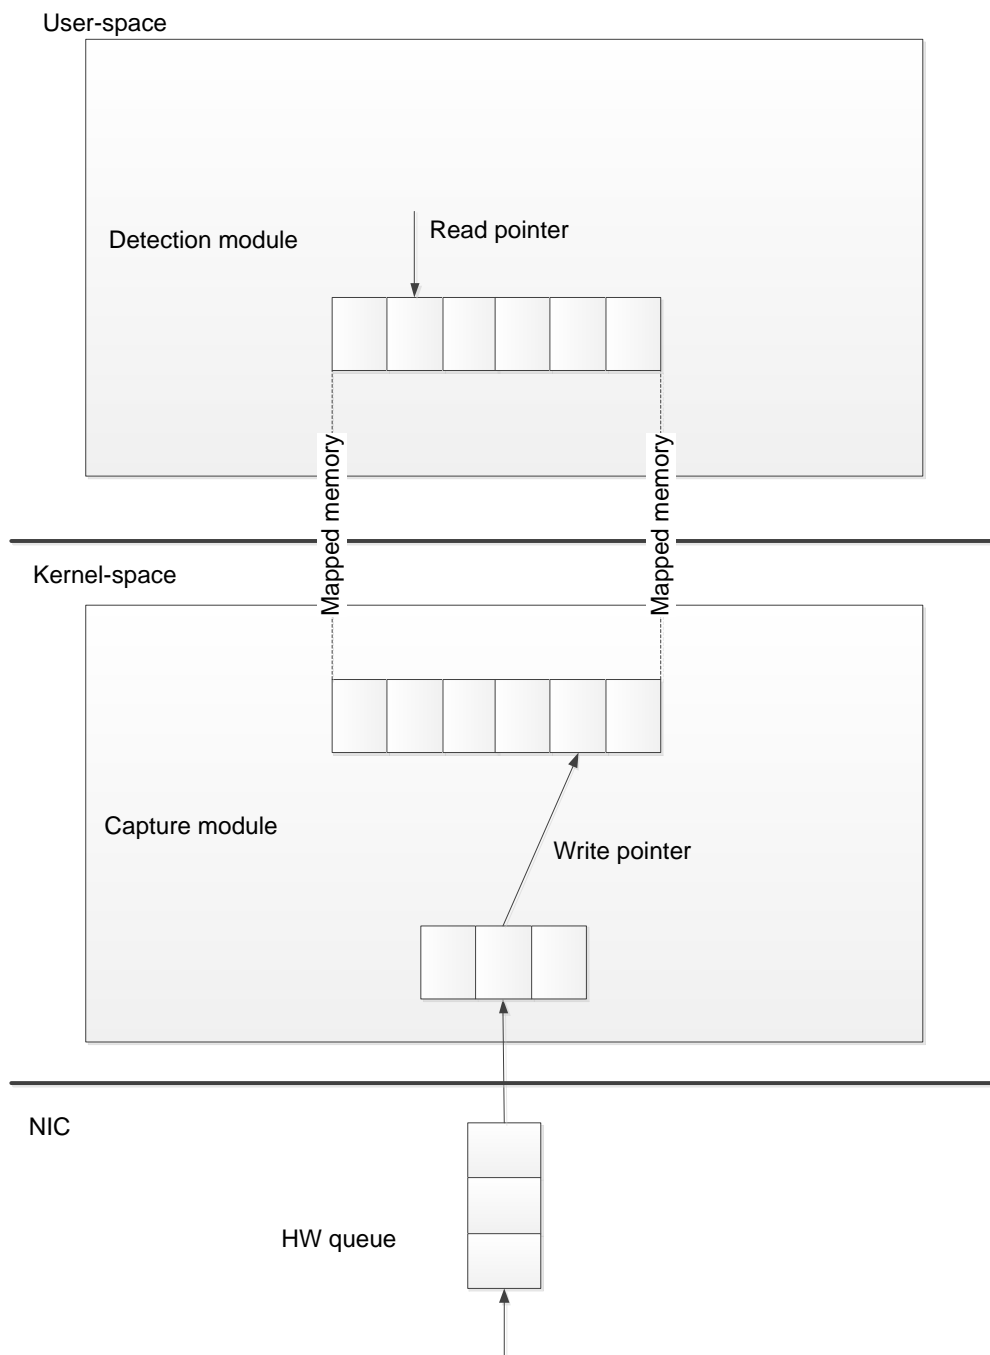 User-space
Detection module
Read pointer
Mapped memory
Mapped memory
Kernel-space
Capture module
Write pointer
NIC
HW queue